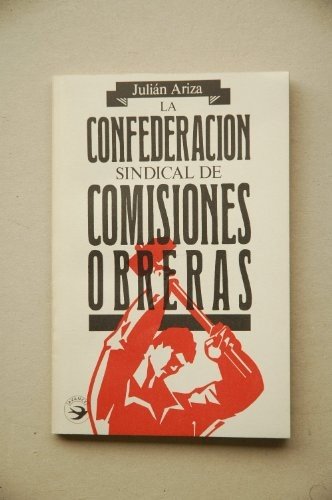 Julián Ariza
LA
CONFEDERACION
SINDICAL DE
COMISIONES
OBRERAS